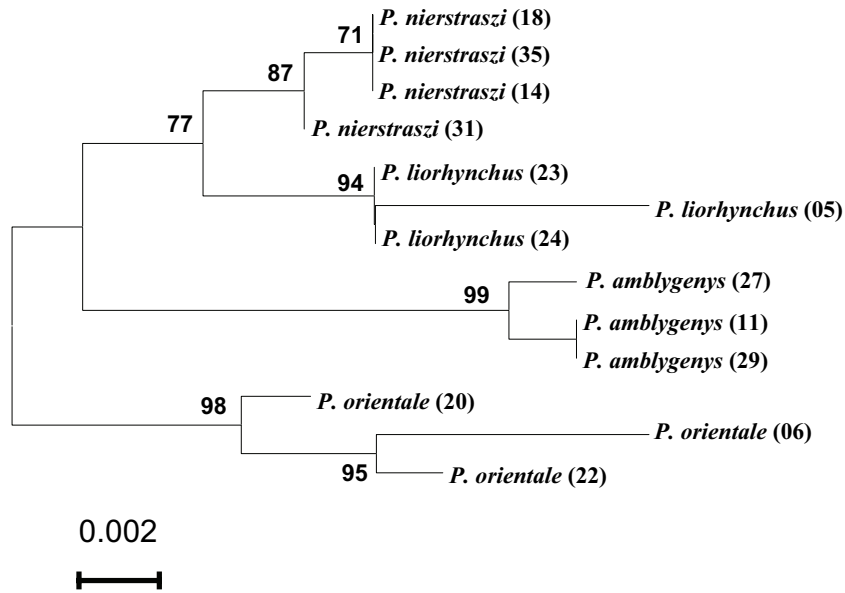 P. nierstraszi (18)
71
P. nierstraszi (35)
87
P. nierstraszi (14)
77
P. nierstraszi (31)
P. liorhynchus (23)
94
P. liorhynchus (05)
P. liorhynchus (24)
P. amblygenys (27)
99
P. amblygenys (11)
P. amblygenys (29)
98
P. orientale (20)
P. orientale (06)
95
P. orientale (22)
0.002